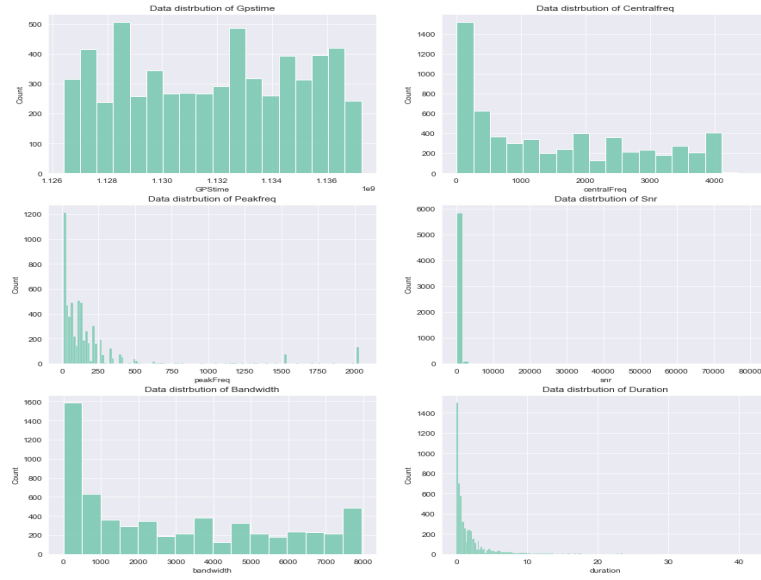 Data distrbution of Gpstime
Count
500
400
300
200
100
0
1.126 1.128 1.130 1.132 1.134 1.136
GPStime
1e9
Data distrbution of Centralfreq
Count
1400
1200
1000
800
600
400
200
0
0 1000 2000 3000 4000
centralFreq
Data distrbution of Peakfreq
Count
1200
1000
800
600
400
200
0
0 250 500 750 1000 1250 1500 1750 2000
peakFreq
Data distrbution of Snr
Count
6000
5000
4000
3000
2000
1000
0
0 10000 20000 30000 40000 50000 60000 70000 80000
snr
Data distrbution of Bandwidth
Count
1600
1400
1200
1000
800
600
400
200
0
0 1000 2000 3000 4000 5000 6000 7000 8000
bandwidth
Data distrbution of Duration
Count
1400
1200
1000
800
600
400
200
0
0 10 20 30 40
duration